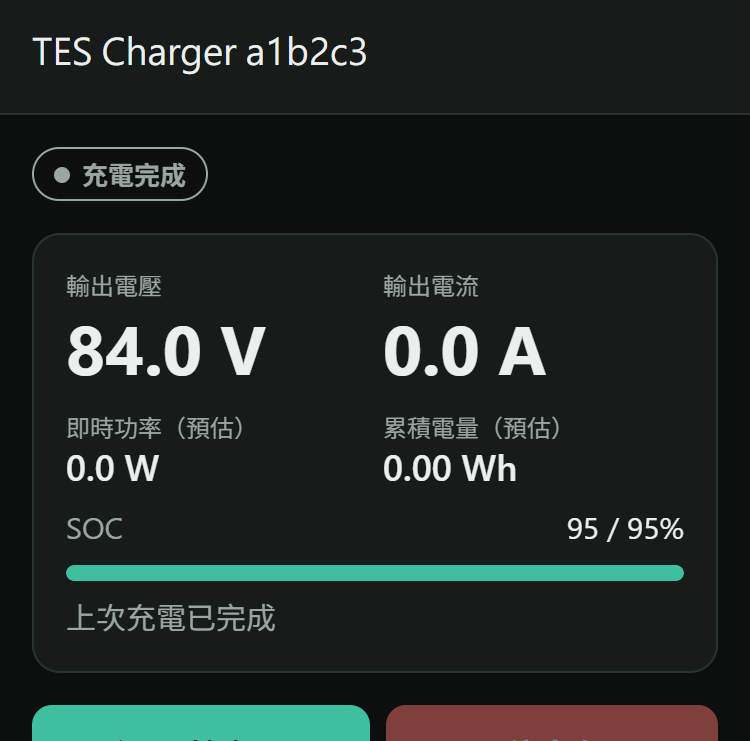 TES Charger a1b2c3
充電完成
輸出電壓 輸出電流
84.0 V 0.0 A
即時功率（預估） 累積電量（預估）
0.0 W 0.00 Wh
SOC 95 / 95%
上次充電已完成